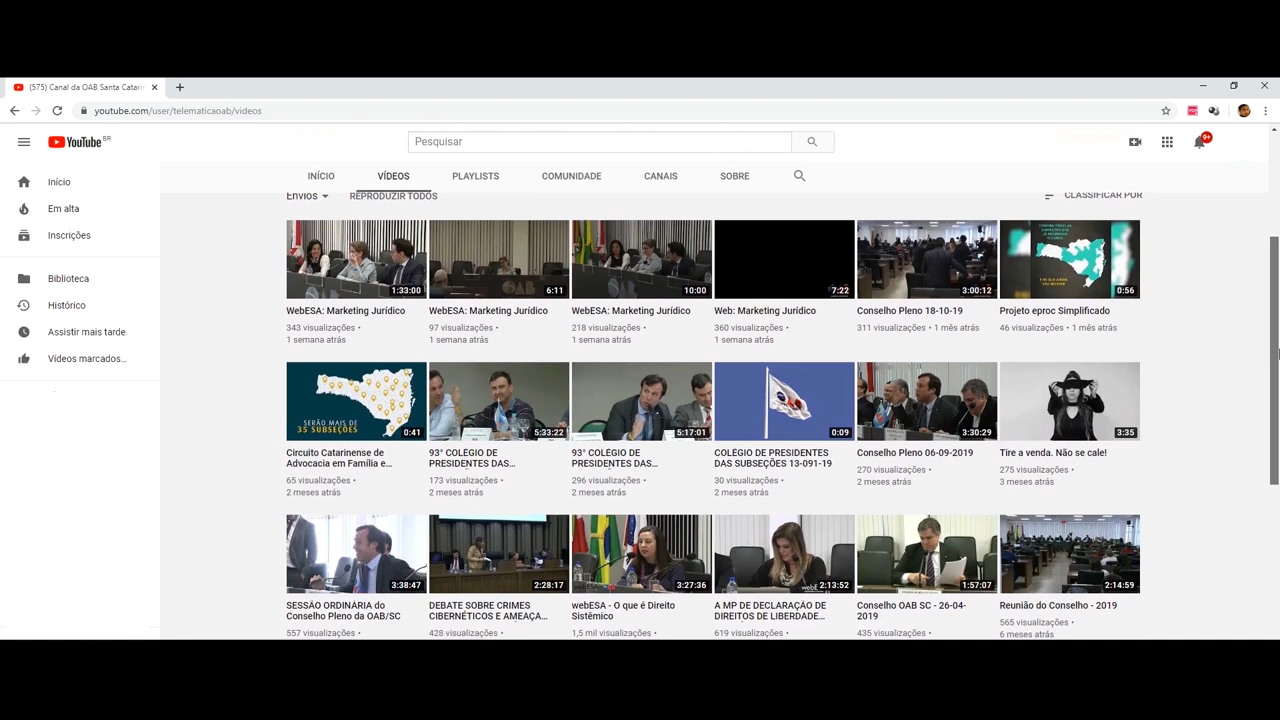 (575) Canal da OAB Santa Catari
youtube.com/user/telematicaoab/videos
YouTube BR
Pesquisar
9+
INÍCIO VÍDEOS PLAYLISTS COMUNIDADE CANAIS SOBRE
Início
Em alta
Inscrições
Biblioteca
Histórico
Assistir mais tarde
Vídeos marcados...
Envios REPRODUZIR TODOS CLASSIFICAR POR
1:33:00
WebESA: Marketing Jurídico
343 visualizações •
1 semana atrás
OAB
6:11
WebESA: Marketing Jurídico
97 visualizações •
1 semana atrás
10:00
WebESA: Marketing Jurídico
218 visualizações •
1 semana atrás
7:22
Web: Marketing Jurídico
360 visualizações •
1 semana atrás
3:00:12
Conselho Pleno 18-10-19
311 visualizações • 1 mês atrás
0:56
Projeto eproc Simplificado
46 visualizações • 1 mês atrás
SERÃO MAIS DE
35 SUBSEÇÕES
0:41
Circuito Catarinense de
Advocacia em Família e...
65 visualizações •
2 meses atrás
5:33:22
93° COLÉGIO DE
PRESIDENTES DAS...
173 visualizações •
2 meses atrás
5:17:01
93° COLÉGIO DE
PRESIDENTES DAS...
296 visualizações •
2 meses atrás
0:09
COLÉGIO DE PRESIDENTES
DAS SUBSEÇÕES 13-091-19
30 visualizações •
2 meses atrás
3:30:29
Conselho Pleno 06-09-2019
270 visualizações •
2 meses atrás
3:35
Tire a venda. Não se cale!
275 visualizações •
3 meses atrás
3:38:47
SESSÃO ORDINÁRIA do
Conselho Pleno da OAB/SC
557 visualizações •
2:28:17
DEBATE SOBRE CRIMES
CIBERNÉTICOS E AMEAÇA...
428 visualizações •
3:27:36
webESA - O que é Direito
Sistêmico
1,5 mil visualizações •
2:13:52
A MP DE DECLARAÇÃO DE
DIREITOS DE LIBERDADE...
619 visualizações •
1:57:07
Conselho OAB SC - 26-04-
2019
435 visualizações •
2:14:59
Reunião do Conselho - 2019
565 visualizações •
6 meses atrás